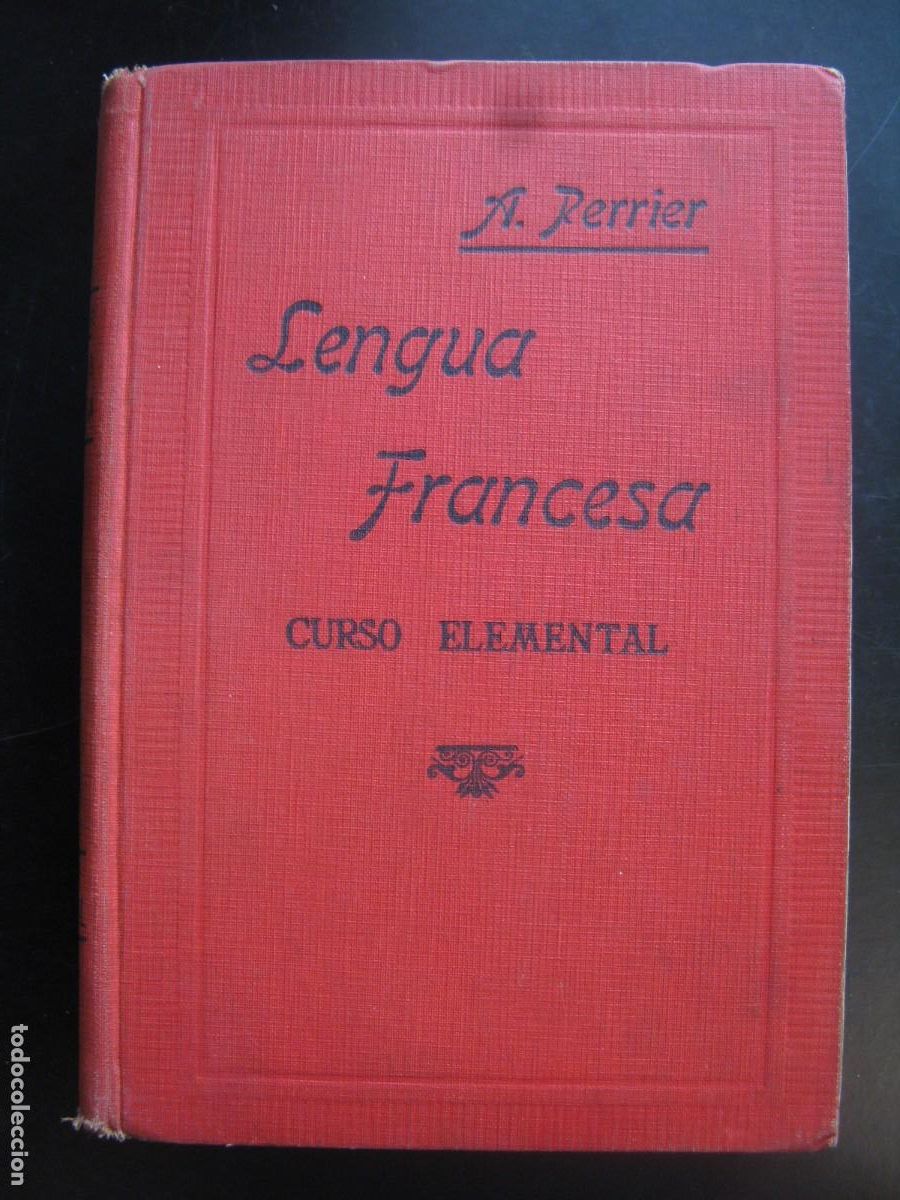 A. Perrier
Lengua
Francesa
CURSO ELEMENTAL
todocoleccion